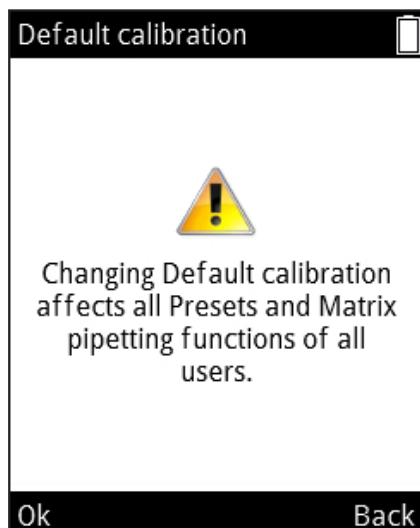 Default calibration
Changing Default calibration
affects all Presets and Matrix
pipetting functions of all
users.
Ok
Back